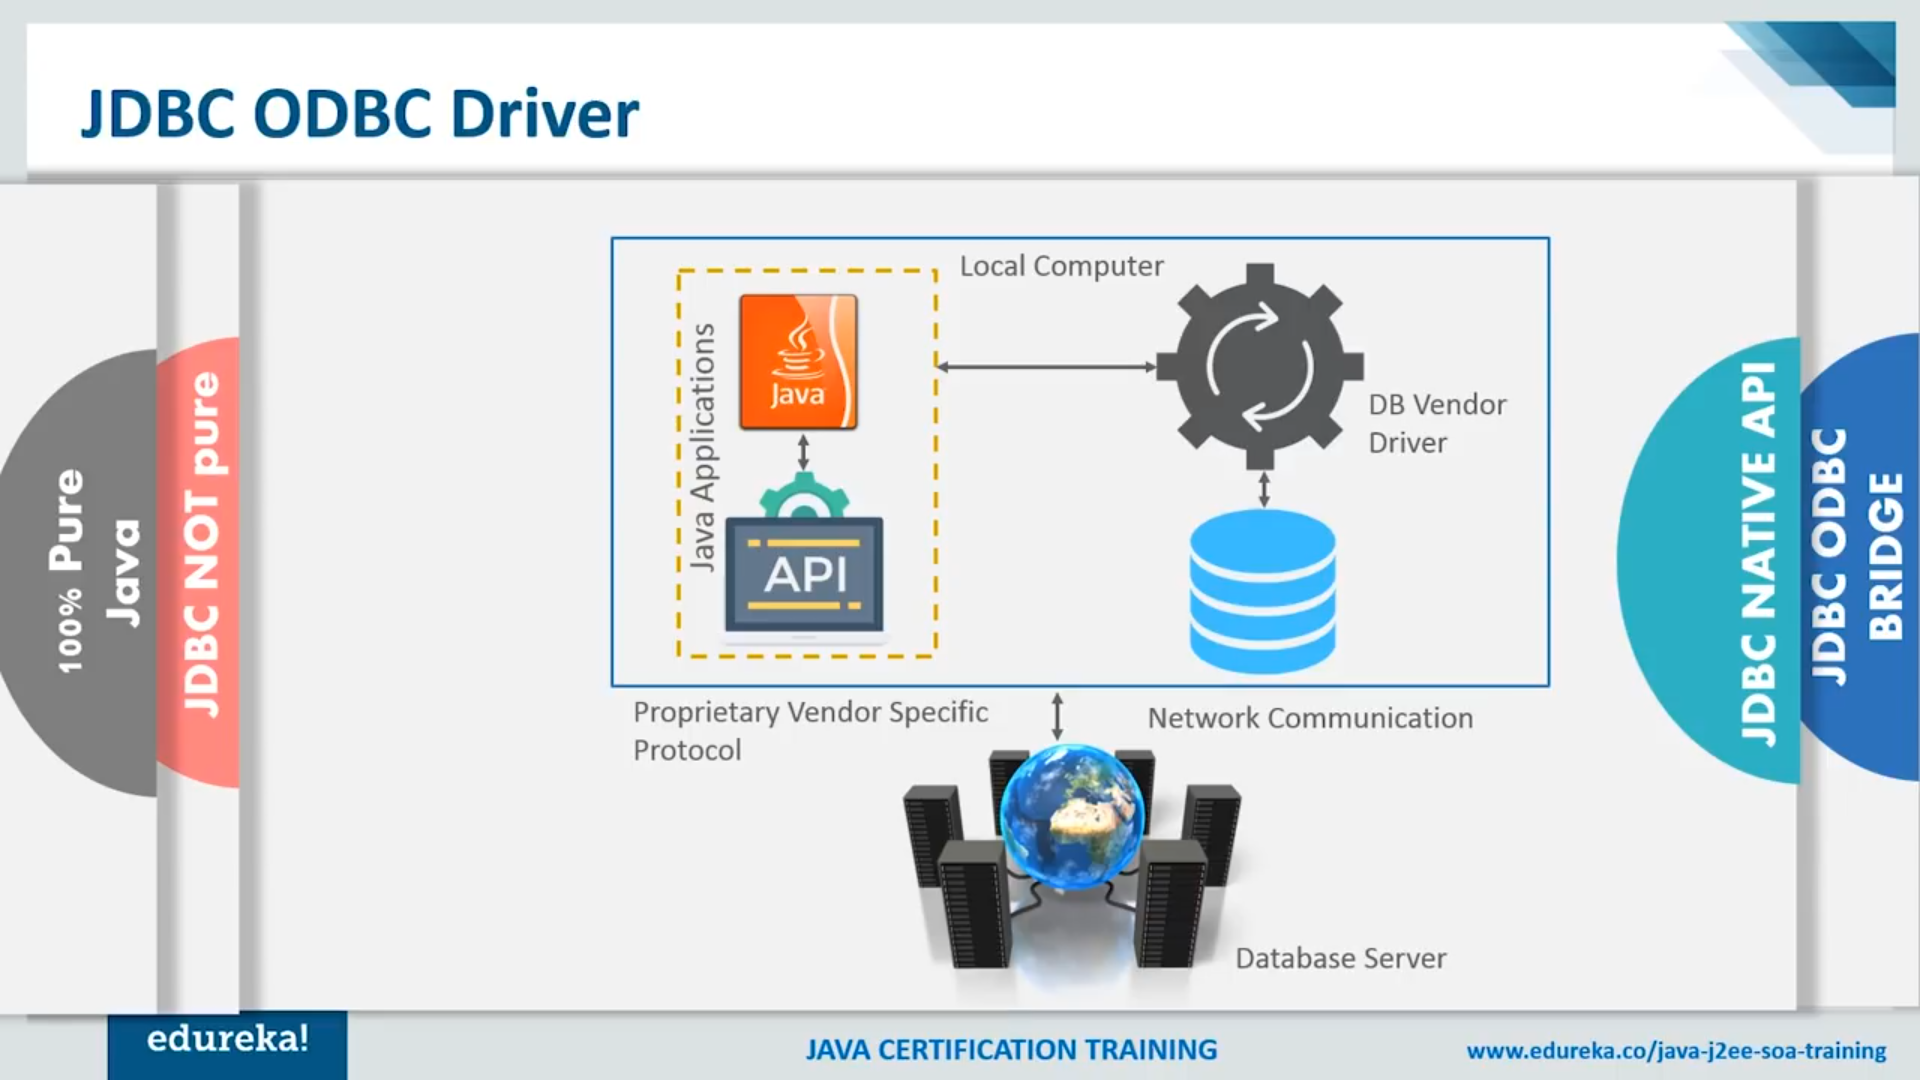 JDBC ODBC Driver
100% Pure
Java
JDBC NOT pure
Java Applications
Java
API
Local Computer
DB Vendor
Driver
Proprietary Vendor Specific
Protocol
Network Communication
Database Server
JDBC NATIVE API
JDBC ODBC
BRIDGE
edureka!
JAVA CERTIFICATION TRAINING
www.edureka.co/java-j2ee-soa-training